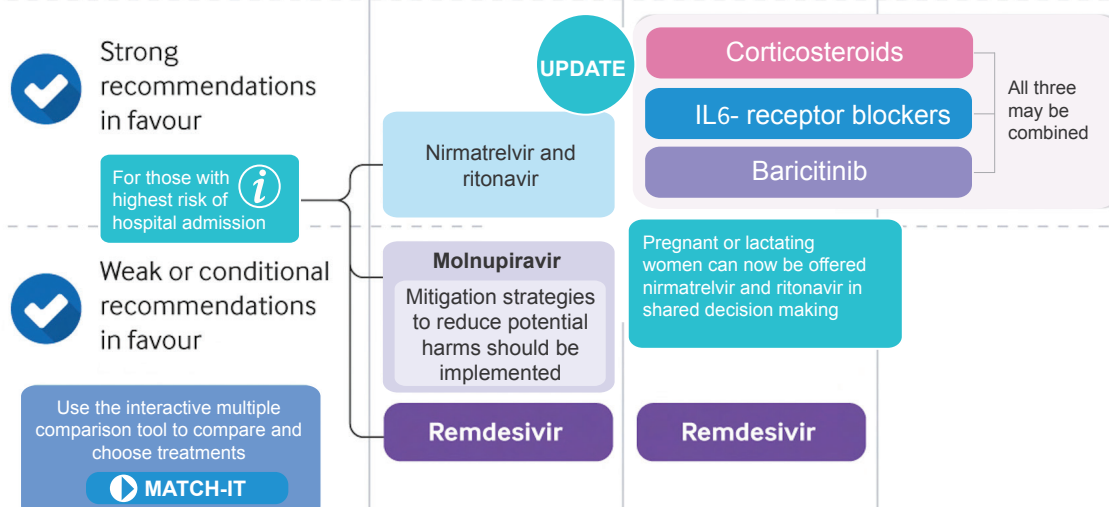 Strong
recommendations
in favour
For those with
highest risk of
hospital admission
Nirmatrelvir and
ritonavir
UPDATE
Corticosteroids
IL6- receptor blockers
Baricitinib
All three
may be
combined
Weak or conditional
recommendations
in favour
Molnupiravir
Mitigation strategies
to reduce potential
harms should be
implemented
Pregnant or lactating
women can now be offered
nirmatrelvir and ritonavir in
shared decision making
Use the interactive multiple
comparison tool to compare and
choose treatments
MATCH-IT
Remdesivir
Remdesivir